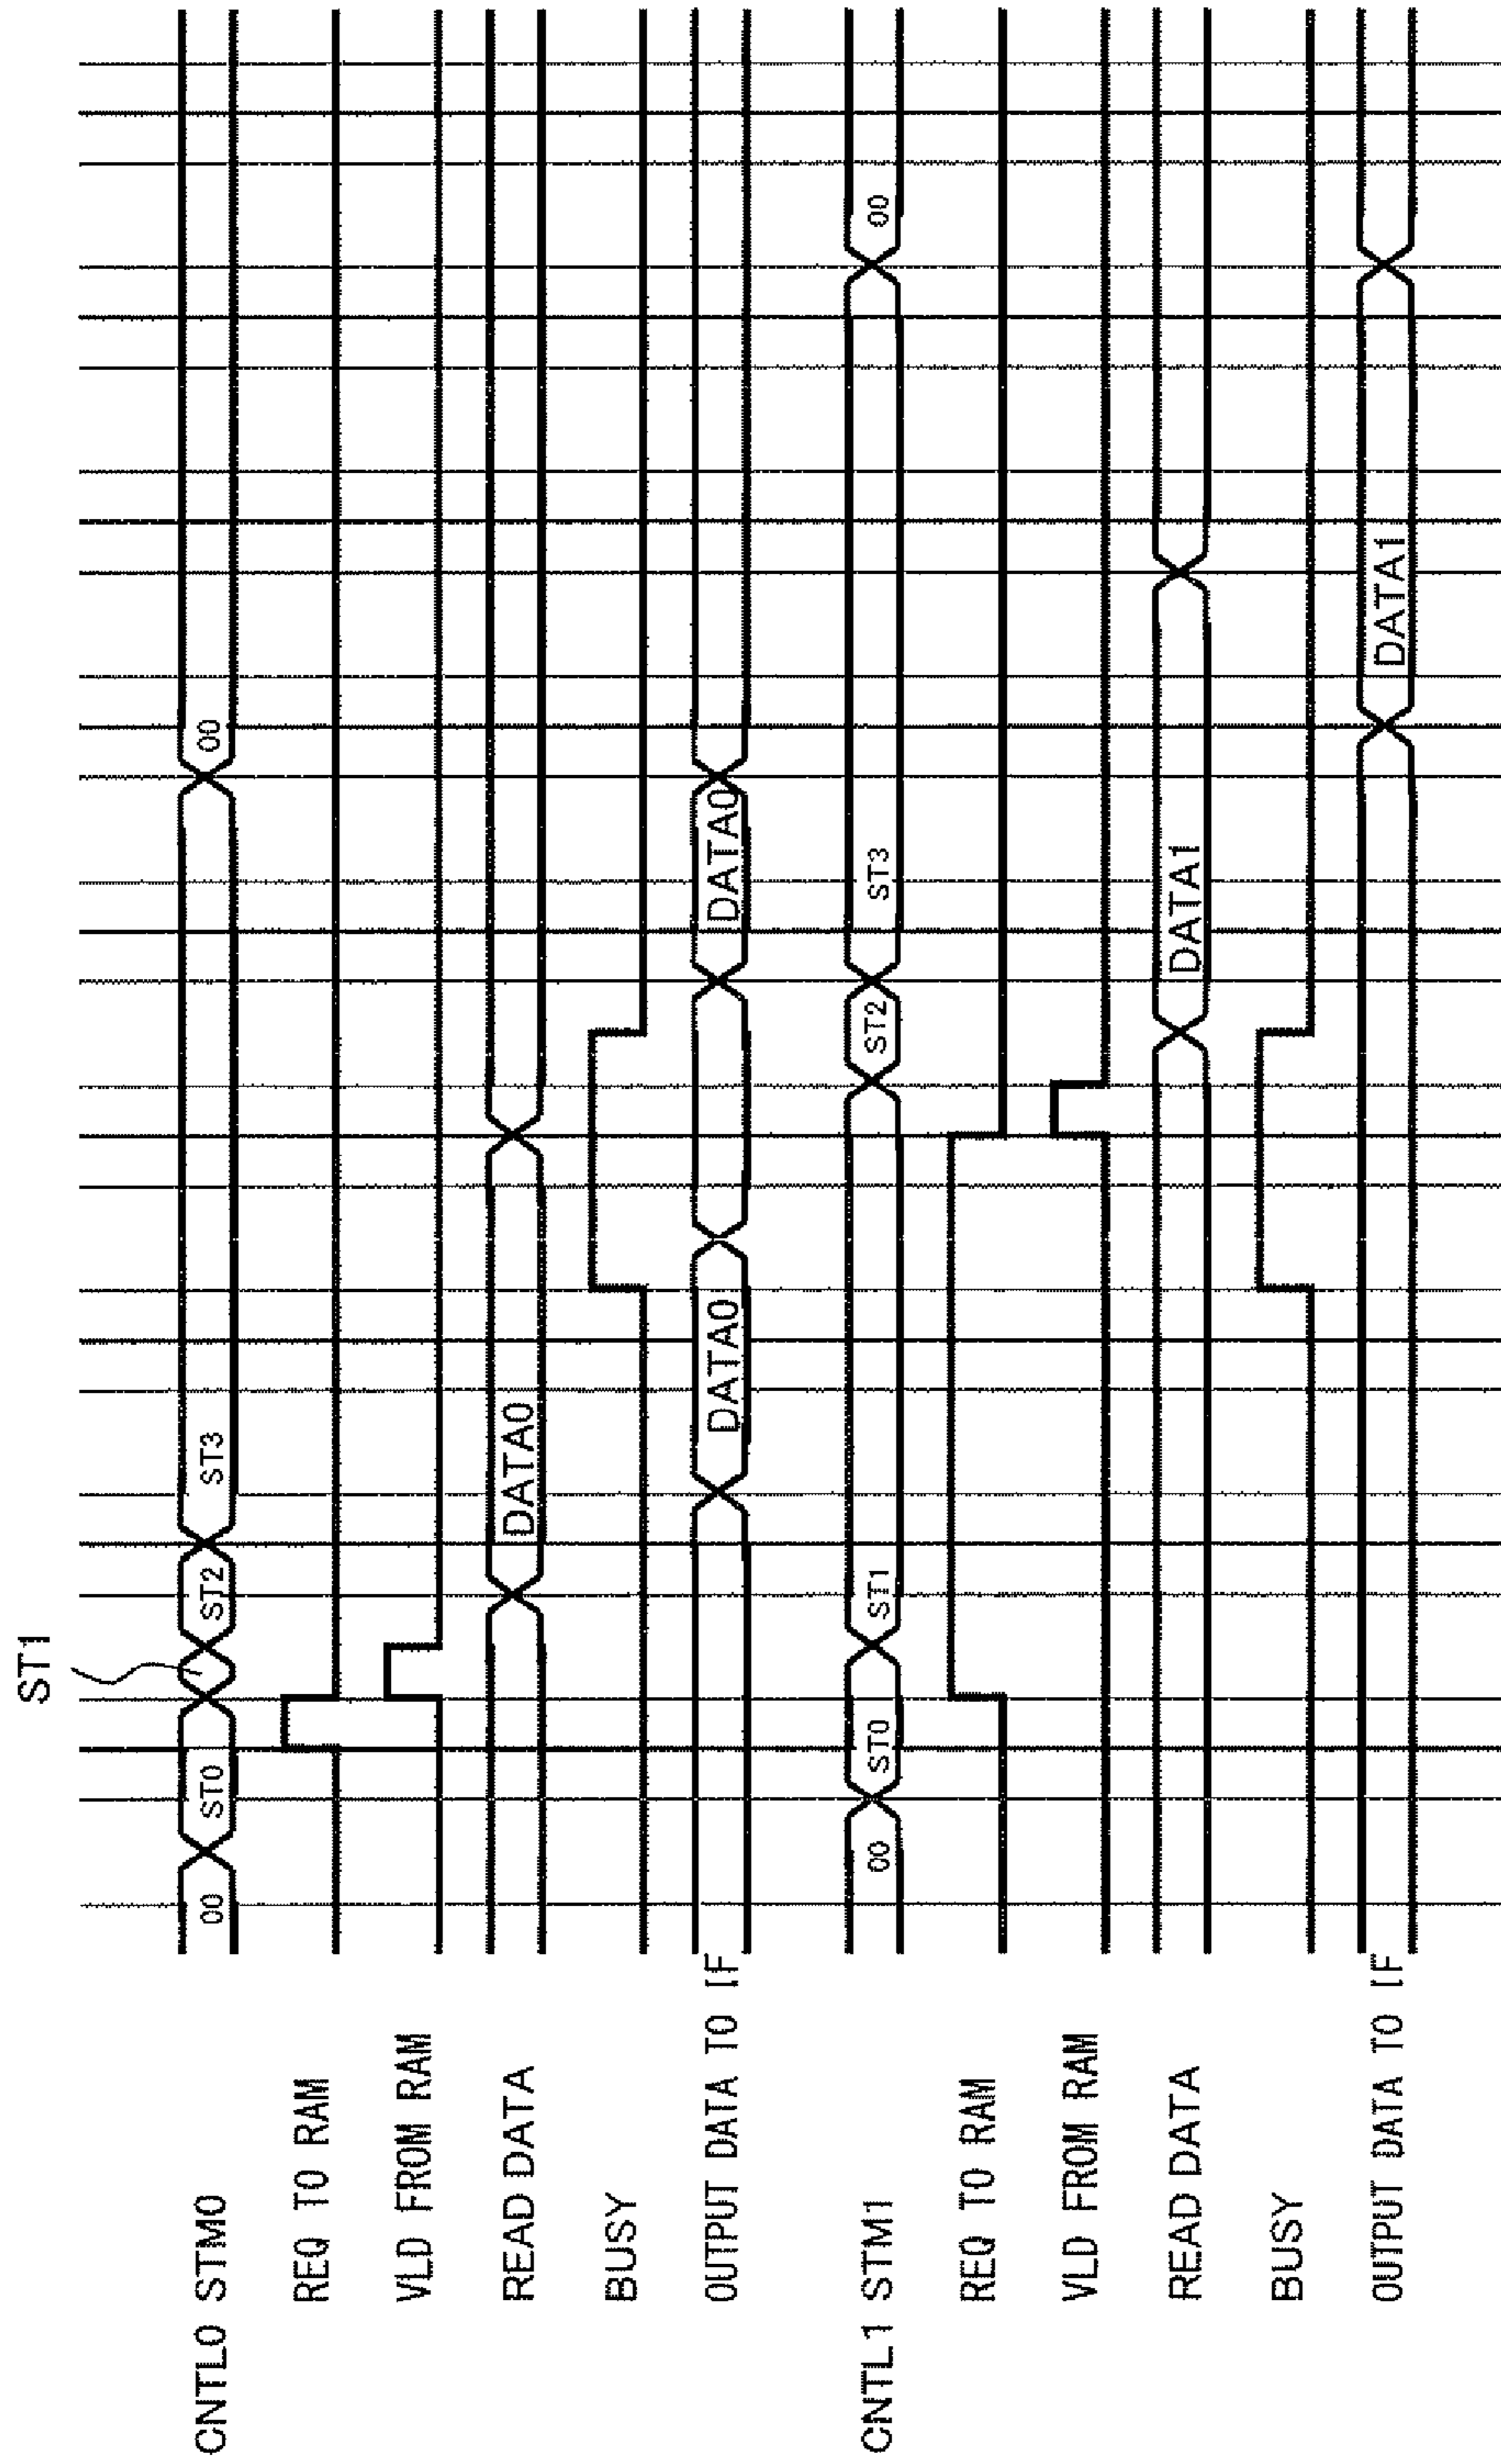 ST1
CNTL0 STM0 00 ST0 ST2 ST3 00
REQ TO RAM
VLD FROM RAM
READ DATA DATA0
BUSY
OUTPUT DATA TO IF DATA0 DATA0
CNTL1 STM1 00 ST0 ST1 ST2 ST3 00
REQ TO RAM
VLD FROM RAM
READ DATA DATA1
BUSY
OUTPUT DATA TO IF DATA1